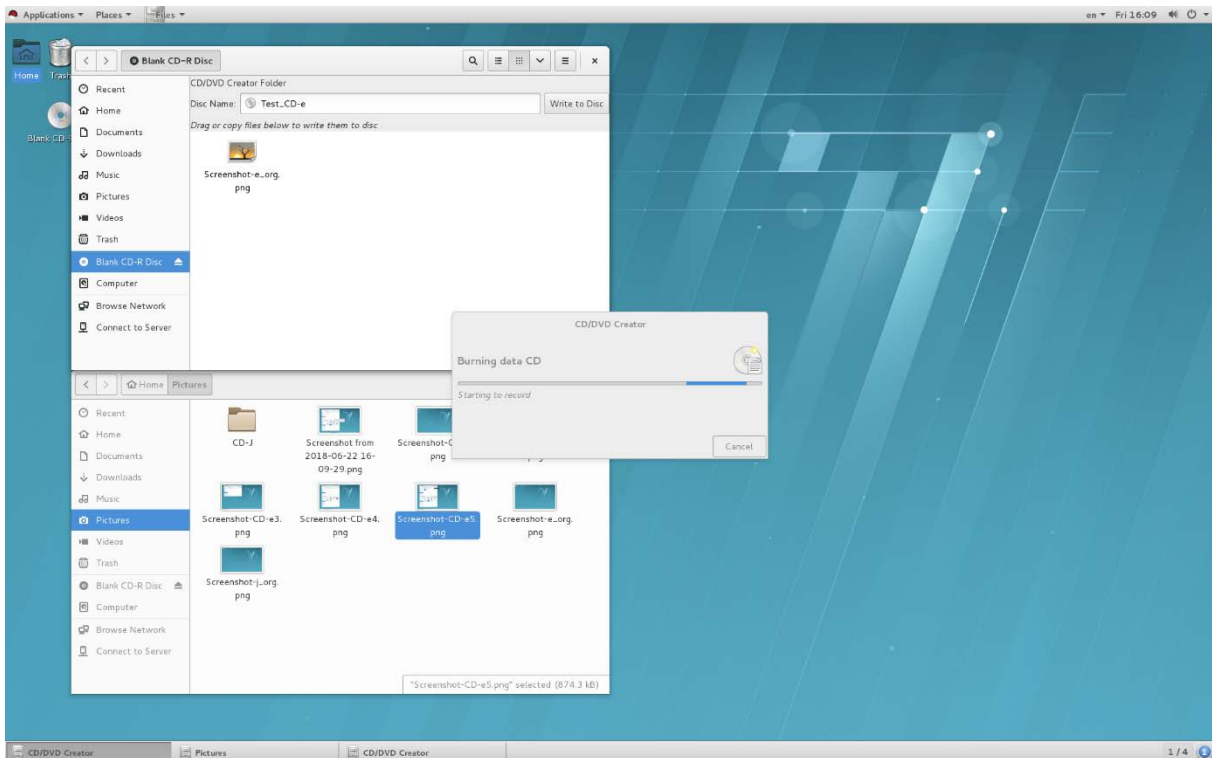 Applications Places Files en Fri 16:09
Home Trash
Blank CD-
Blank CD-R Disc
CD/DVD Creator Folder
Disc Name: Test_CD-e Write to Disc
Drag or copy files below to write them to disc
Recent
Home
Documents
Downloads
Music
Pictures
Videos
Trash
Blank CD-R Disc
Computer
Browse Network
Connect to Server
Screenshot-e_org.
png
CD/DVD Creator
Burning data CD
Starting to record
Cancel
Home Pictures
Recent
Home
Documents
Downloads
Music
Pictures
Videos
Trash
Blank CD-R Disc
Computer
Browse Network
Connect to Server
CD-J
Screenshot from
2018-06-22 16-
09-29.png
Screenshot-C
png
Screenshot-CD-e3.
png
Screenshot-CD-e4.
png
Screenshot-CD-e5.
png
Screenshot-e_org.
png
Screenshot-j_org.
png
"Screenshot-CD-e5.png" selected (874.3 kB)
CD/DVD Creator Pictures CD/DVD Creator 1 / 4